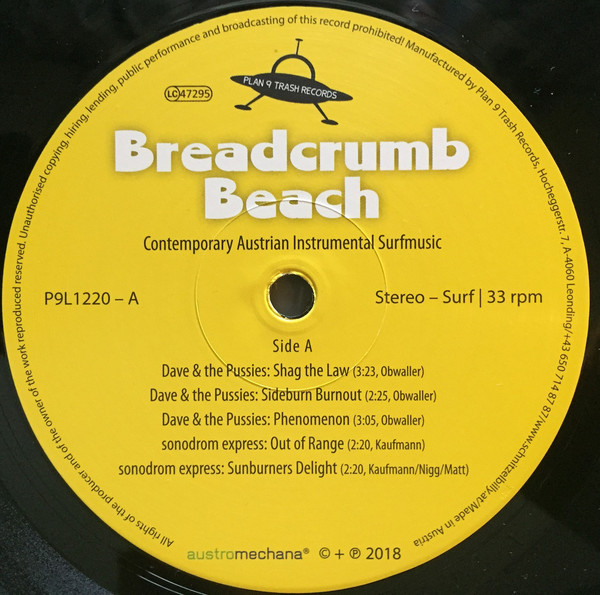 All rights of the producer and of the owner of the work reproduced reserved. Unauthorised copying, hiring, lending, public performance and broadcasting of this record prohibited! Manufactured by Plan 9 Trash Records, Hocheggerstr. 7, A-4060 Leonding/+43 650 714 87 87/www.schnitzelbilly.at/Made in Austria
PLAN 9 TRASH RECORDS
LC 47295
Breadcrumb
Beach
Contemporary Austrian Instrumental Surfmusic
P9L1220 – A
Stereo – Surf | 33 rpm
Side A
Dave & the Pussies: Shag the Law (3:23, Obwaller)
Dave & the Pussies: Sideburn Burnout (2:25, Obwaller)
Dave & the Pussies: Phenomenon (3:05, Obwaller)
sonodrom express: Out of Range (2:20, Kaufmann)
sonodrom express: Sunburners Delight (2:20, Kaufmann/Nigg/Matt)
austromechana® © + ℗ 2018